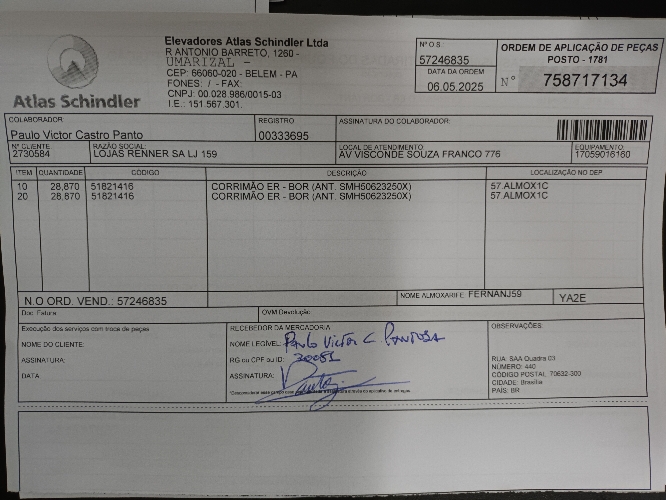 Atlas Schindler
Elevadores Atlas Schindler Ltda
R ANTONIO BARRETO, 1260 -
UMARIZAL -
CEP: 66060-020 - BELEM - PA
FONES: / - FAX:
CNPJ: 00.028.986/0015-03
I.E.: 151.567.301.
N° O S
57246835
DATA DA ORDEM
06.05.2025
ORDEM DE APLICAÇÃO DE PEÇAS
POSTO - 1781
N° 758717134
COLABORADOR:
Paulo Victor Castro Panto
REGISTRO
00333695
ASSINATURA DO COLABORADOR:
N° CLIENTE:
2730584
RAZÃO SOCIAL:
LOJAS RENNER SA LJ 159
LOCAL DE ATENDIMENTO
AV VISCONDE SOUZA FRANCO 776
EQUIPAMENTO:
17059016160
ITEM QUANTIDADE CÓDIGO DESCRIÇÃO LOCALIZAÇÃO NO DEP.
10 28,870 51821416 CORRIMÃO ER - BOR (ANT. SMH50623250X) 57.ALMOX1C
20 28,870 51821416 CORRIMÃO ER - BOR (ANT. SMH50623250X) 57.ALMOX1C
N.O ORD. VEND.: 57246835
NOME ALMOXARIFE: FERNANJ59
YA2E
Doc. Fatura:
OVM Devolução:
Execução dos serviços com troca de peças
NOME DO CLIENTE:
ASSINATURA:
DATA:
RECEBEDOR DA MERCADORIA
NOME LEGÍVEL: Paulo Victor C Pantoja
RG ou CPF ou ID: 30051
ASSINATURA:
OBSERVAÇÕES:
RUA: SAA Quadra 03
NÚMERO: 440
CÓDIGO POSTAL: 70632-300
CIDADE: Brasília
PAÍS: BR